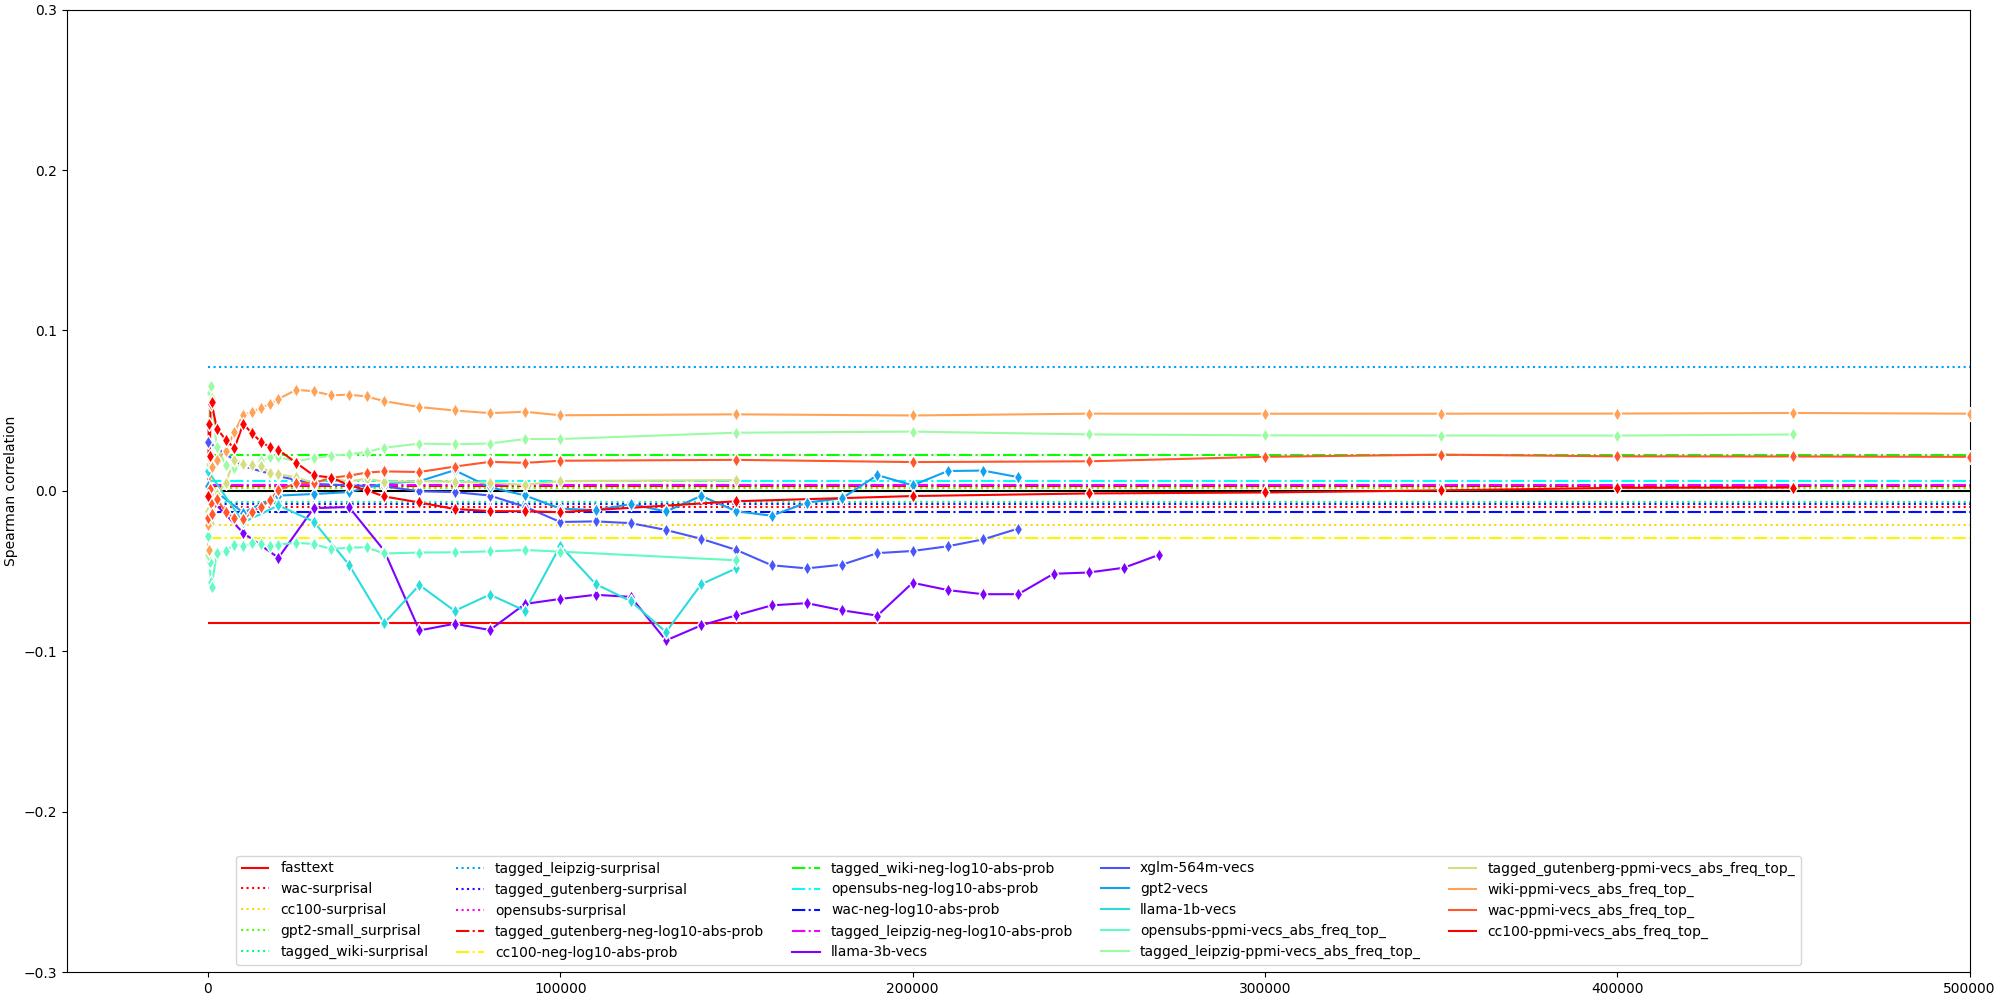 0.3
0.2
0.1
0.0
−0.1
−0.2
−0.3
Spearman correlation
fasttext
wac-surprisal
cc100-surprisal
gpt2-small_surprisal
tagged_wiki-surprisal
tagged_leipzig-surprisal
tagged_gutenberg-surprisal
opensubs-surprisal
tagged_gutenberg-neg-log10-abs-prob
cc100-neg-log10-abs-prob
tagged_wiki-neg-log10-abs-prob
opensubs-neg-log10-abs-prob
wac-neg-log10-abs-prob
tagged_leipzig-neg-log10-abs-prob
llama-3b-vecs
xglm-564m-vecs
gpt2-vecs
llama-1b-vecs
opensubs-ppmi-vecs_abs_freq_top_
tagged_leipzig-ppmi-vecs_abs_freq_top_
tagged_gutenberg-ppmi-vecs_abs_freq_top_
wiki-ppmi-vecs_abs_freq_top_
wac-ppmi-vecs_abs_freq_top_
cc100-ppmi-vecs_abs_freq_top_
0 100000 200000 300000 400000 500000